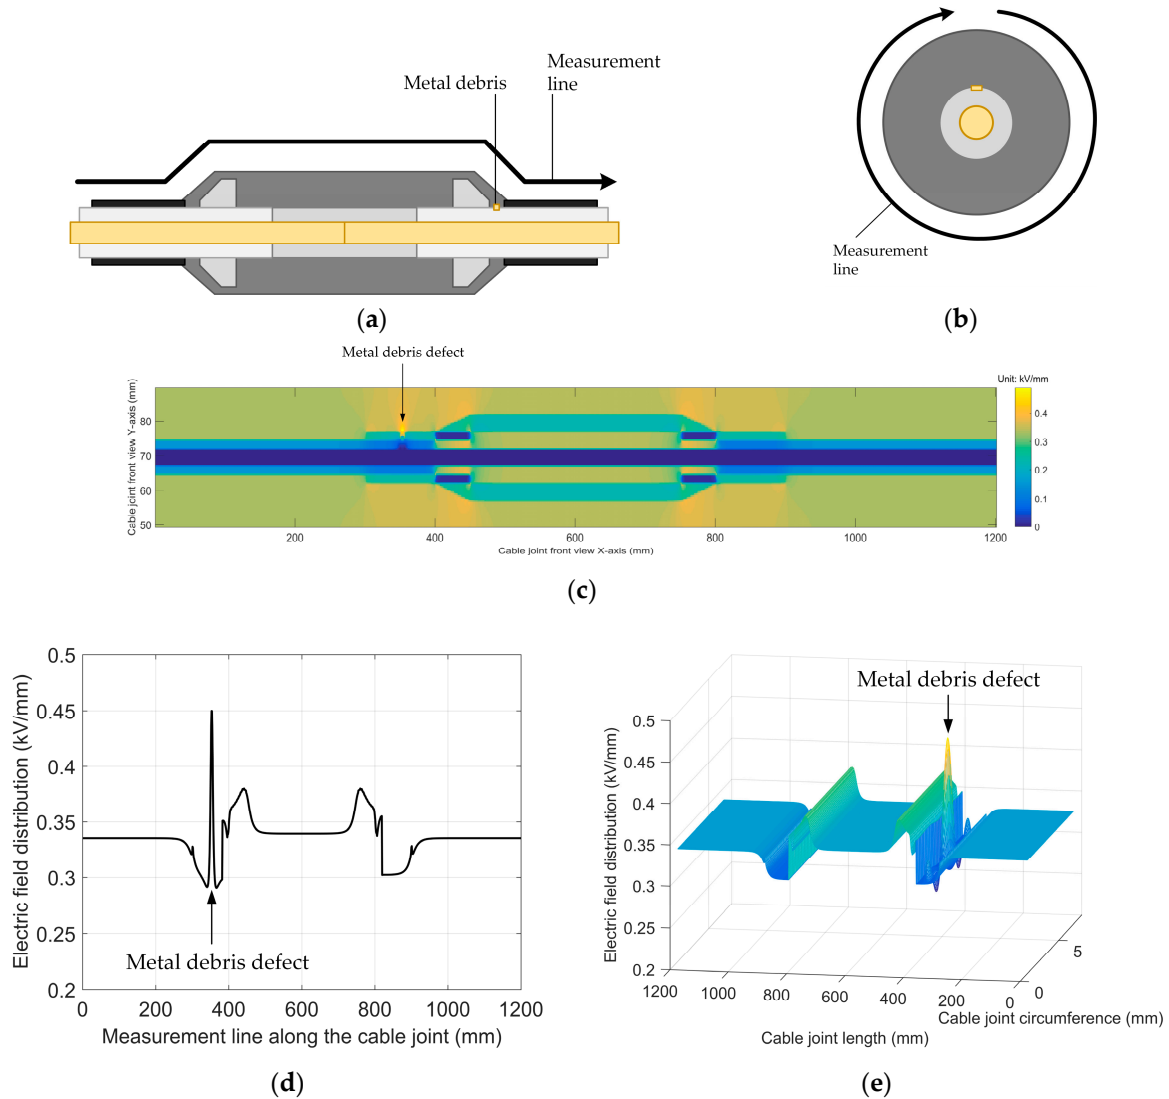 Metal debris
Measurement
line
(a)
Measurement
line
(b)
Metal debris defect
Cable joint front view Y-axis (mm)
80
70
60
50
200
400
600
800
1000
1200
Cable joint front view X-axis (mm)
Unit: kV/mm
0.4
0.3
0.2
0.1
0
(c)
Electric field distribution (kV/mm)
0.5
0.45
0.4
0.35
0.3
0.25
0.2
Metal debris defect
0 200 400 600 800 1000 1200
Measurement line along the cable joint (mm)
(d)
Metal debris defect
Electric field distribution (kV/mm)
0.5
0.45
0.4
0.35
0.3
0.25
0.2
1200
1000
800
600
400
200
0
0
5
Cable joint circumference (mm)
Cable joint length (mm)
(e)